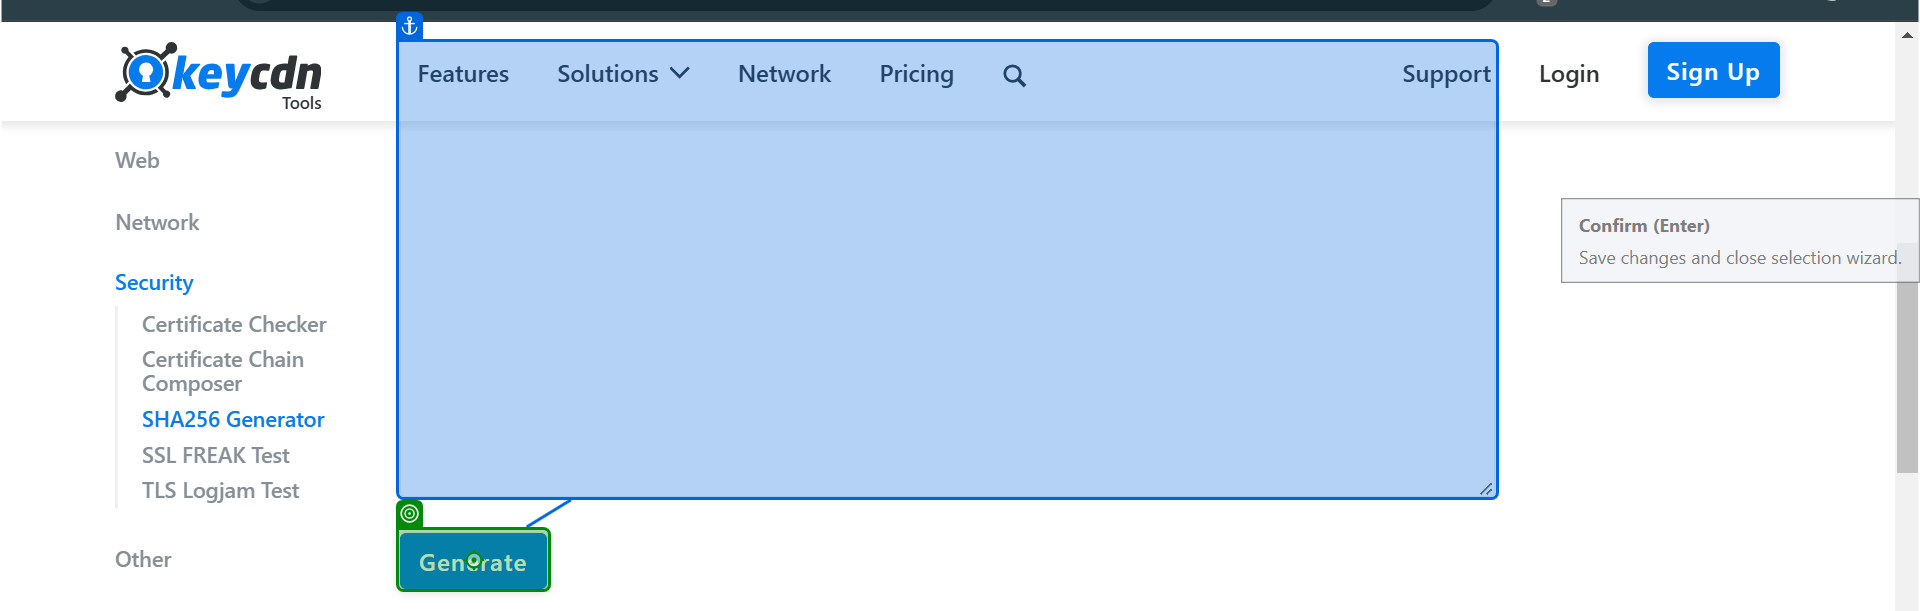 keycdn
Tools
Features
Solutions
Network
Pricing
Support
Login
Sign Up
Web
Network
Security
Certificate Checker
Certificate Chain
Composer
SHA256 Generator
SSL FREAK Test
TLS Logjam Test
Other
Confirm (Enter)
Save changes and close selection wizard.
Generate